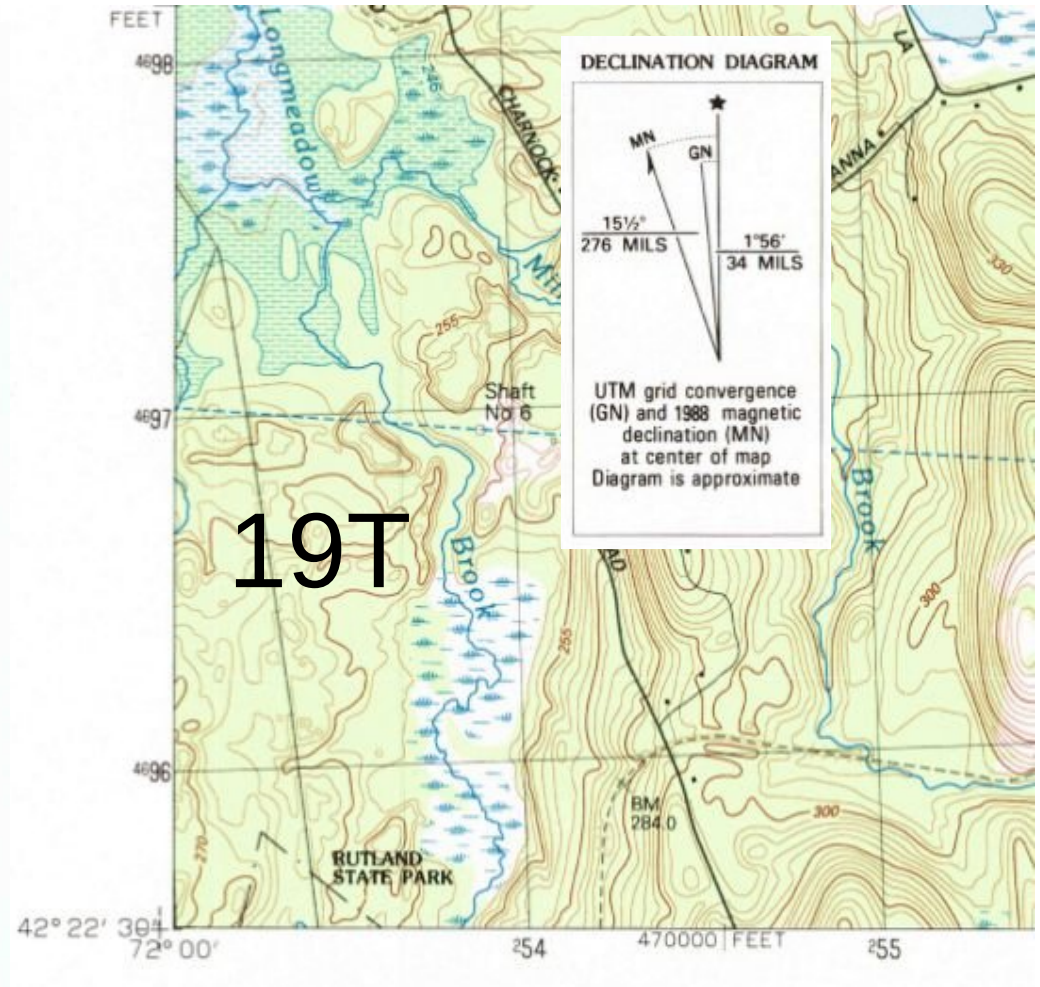 FEET
4698
Longmeadow
246
CHARNOCK
LA
ANNA
DECLINATION DIAGRAM
MN
GN
15½°
276 MILS
1°56'
34 MILS
UTM grid convergence
(GN) and 1988 magnetic
declination (MN)
at center of map
Diagram is approximate
330
255
Shaft
No 6
4697
19T
Brook
Brook
AD
255
300
4696
BM
284.0
300
270
RUTLAND
STATE PARK
42° 22' 30"
72° 00'
254
470000 FEET
255